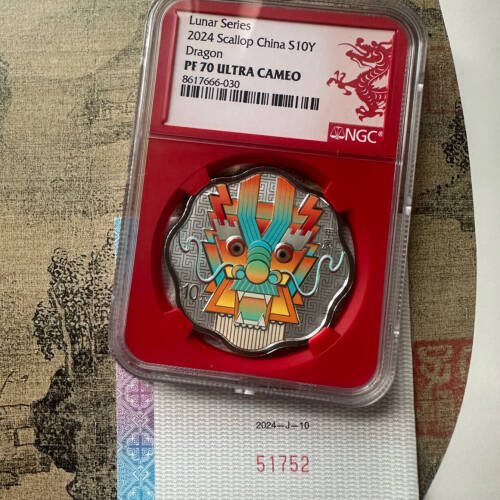 Lunar Series
2024 Scallop China S10Y
Dragon
PF 70 ULTRA CAMEO
8617666-030
NGC
10
2024-J-10
51752